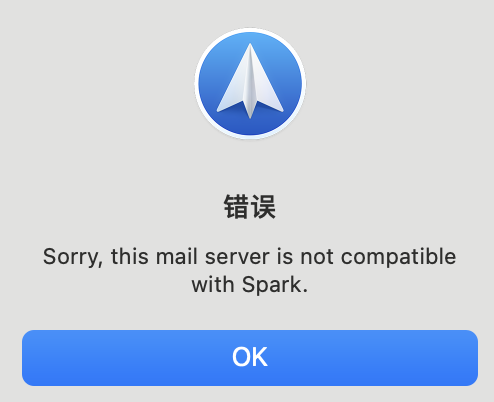 错误
Sorry, this mail server is not compatible
with Spark.
OK